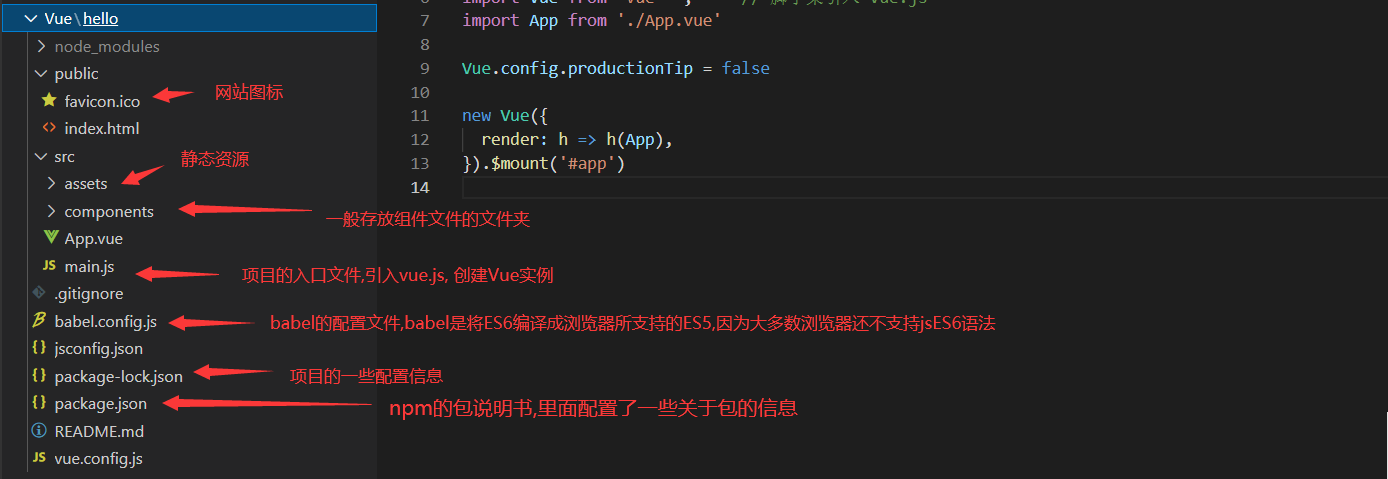 Vue\hello
node_modules
public
favicon.ico 网站图标
index.html
src
静态资源
assets
components 一般存放组件文件的文件夹
App.vue
main.js 项目的入口文件,引入vue.js, 创建Vue实例
.gitignore
babel.config.js babel的配置文件,babel是将ES6编译成浏览器所支持的ES5,因为大多数浏览器还不支持jsES6语法
jsconfig.json
package-lock.json 项目的一些配置信息
package.json npm的包说明书,里面配置了一些关于包的信息
README.md
vue.config.js
7 import App from './App.vue'
8
9 Vue.config.productionTip = false
10
11 new Vue({
12 render: h => h(App),
13 }).$mount('#app')
14